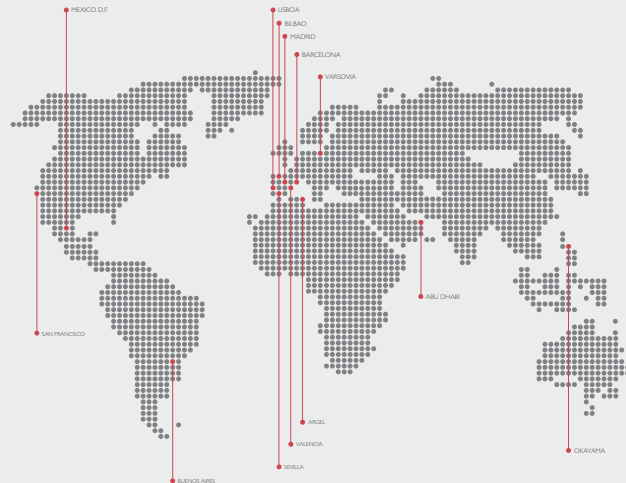 MEXICO D.F.
LISBOA
BILBAO
MADRID
BARCELONA
VARSOVIA
ABU DHABI
SAN FRANCISCO
ARGEL
VALENCIA
OKAYAMA
SEVILLA
BUENOS AIRES